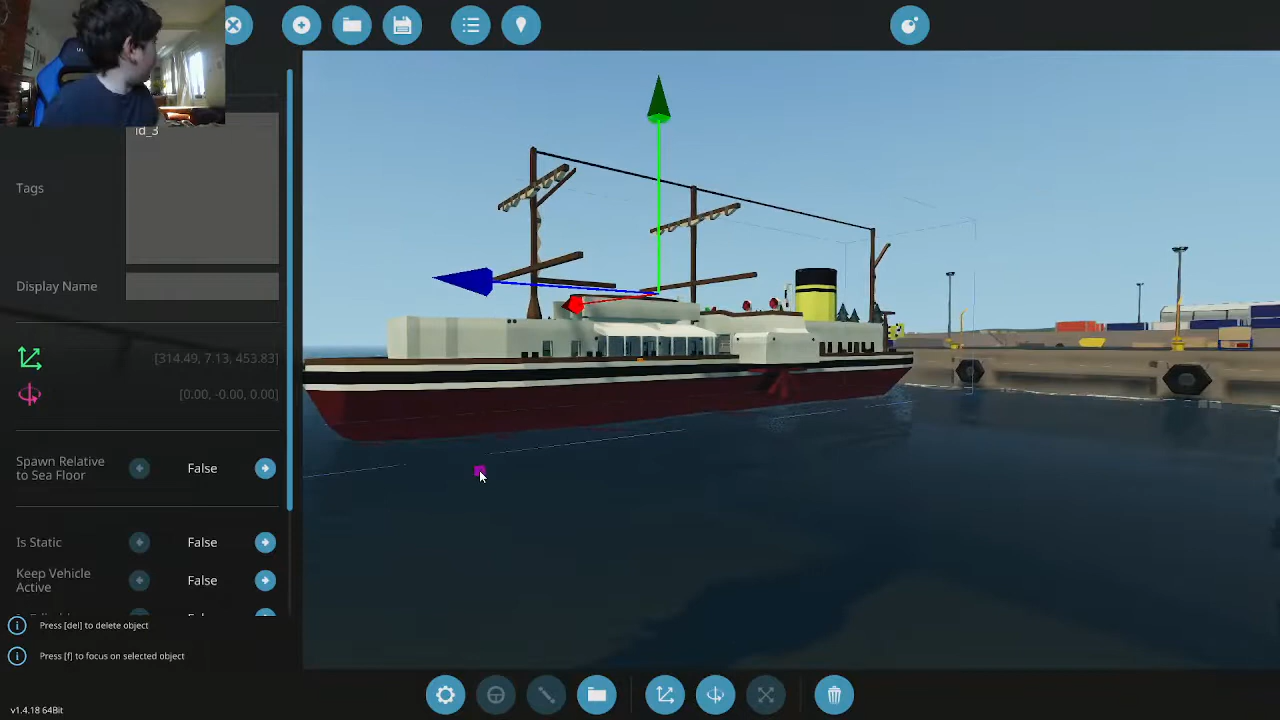 id_3
Tags
Display Name
[314.49, 7.13, 453.83]
[0.00, -0.00, 0.00]
Spawn Relative
to Sea Floor
False
Is Static
False
Keep Vehicle
Active
False
Press [del] to delete object
Press [f] to focus on selected object
v1.4.18 64Bit